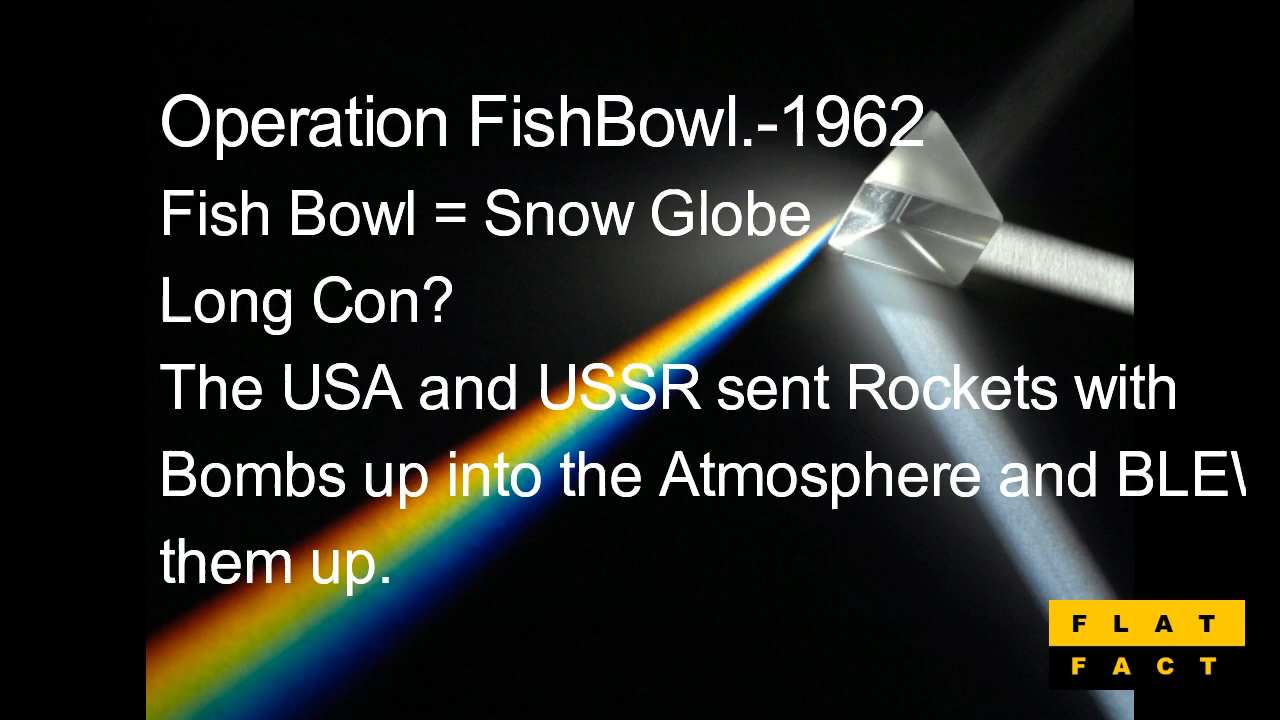 Operation FishBowl.-1962
Fish Bowl = Snow Globe
Long Con?
The USA and USSR sent Rockets with
Bombs up into the Atmosphere and
them up.
FLAT
FACT